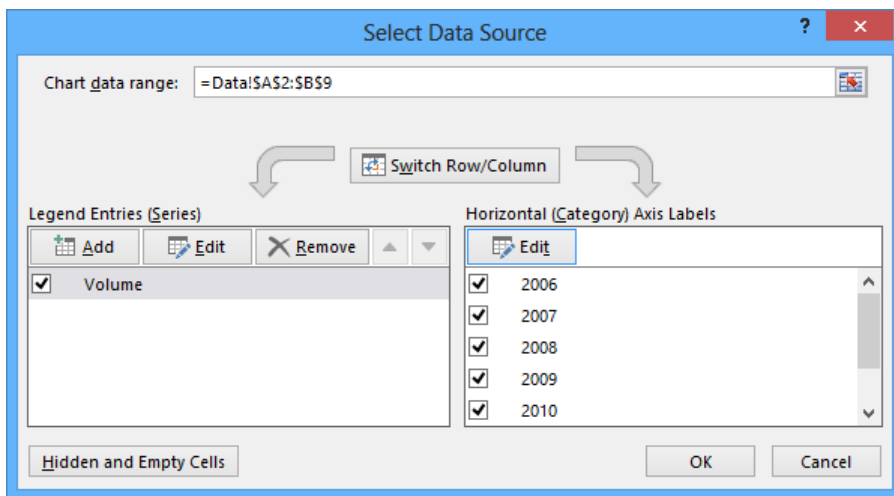 Select Data Source
?
Chart data range: =Data!$A$2:$B$9
Switch Row/Column
Legend Entries (Series)
Add Edit Remove
Volume
Horizontal (Category) Axis Labels
Edit
2006
2007
2008
2009
2010
Hidden and Empty Cells
OK Cancel